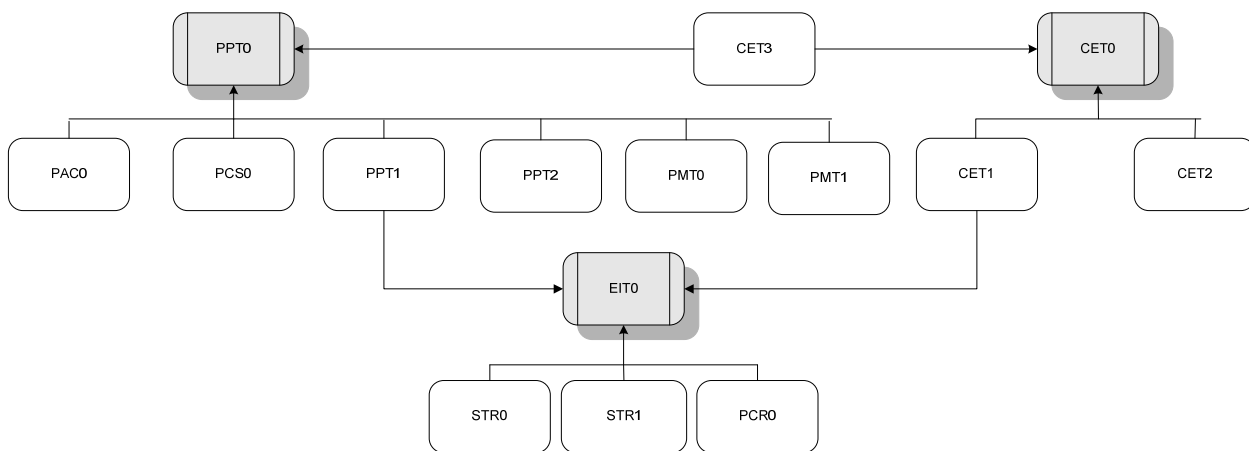 PPT0
CET3
CET0
PAC0
PCS0
PPT1
PPT2
PMT0
PMT1
CET1
CET2
EIT0
STR0
STR1
PCR0